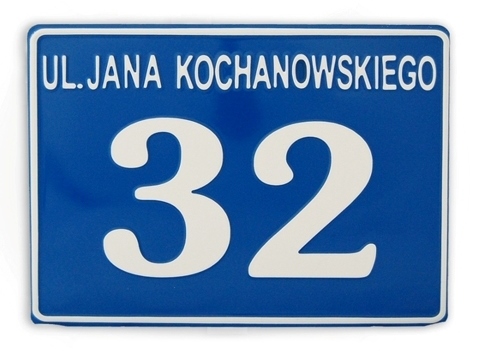 UL. JANA KOCHANOWSKIEGO
32